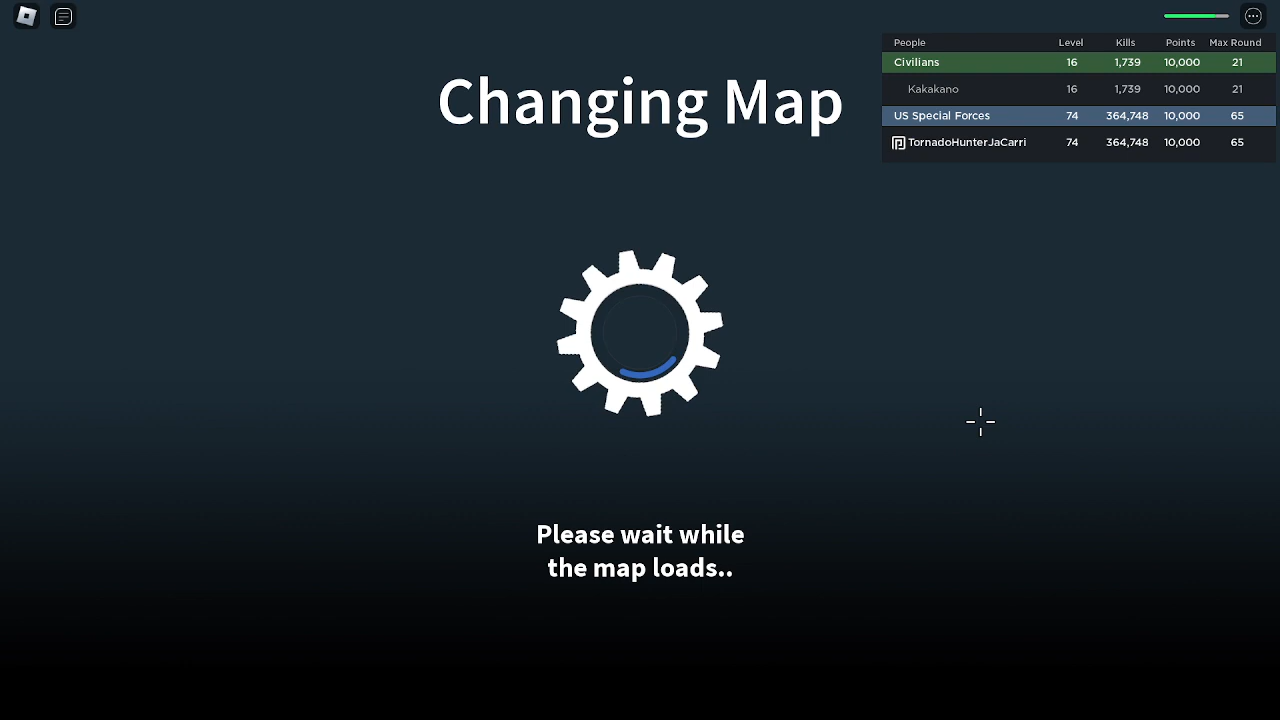 People Level Kills Points Max Round
Civilians 16 1,739 10,000 21
Kakakano 16 1,739 10,000 21
US Special Forces 74 364,748 10,000 65
TornadoHunterJaCarri 74 364,748 10,000 65
Changing Map
Please wait while
the map loads..